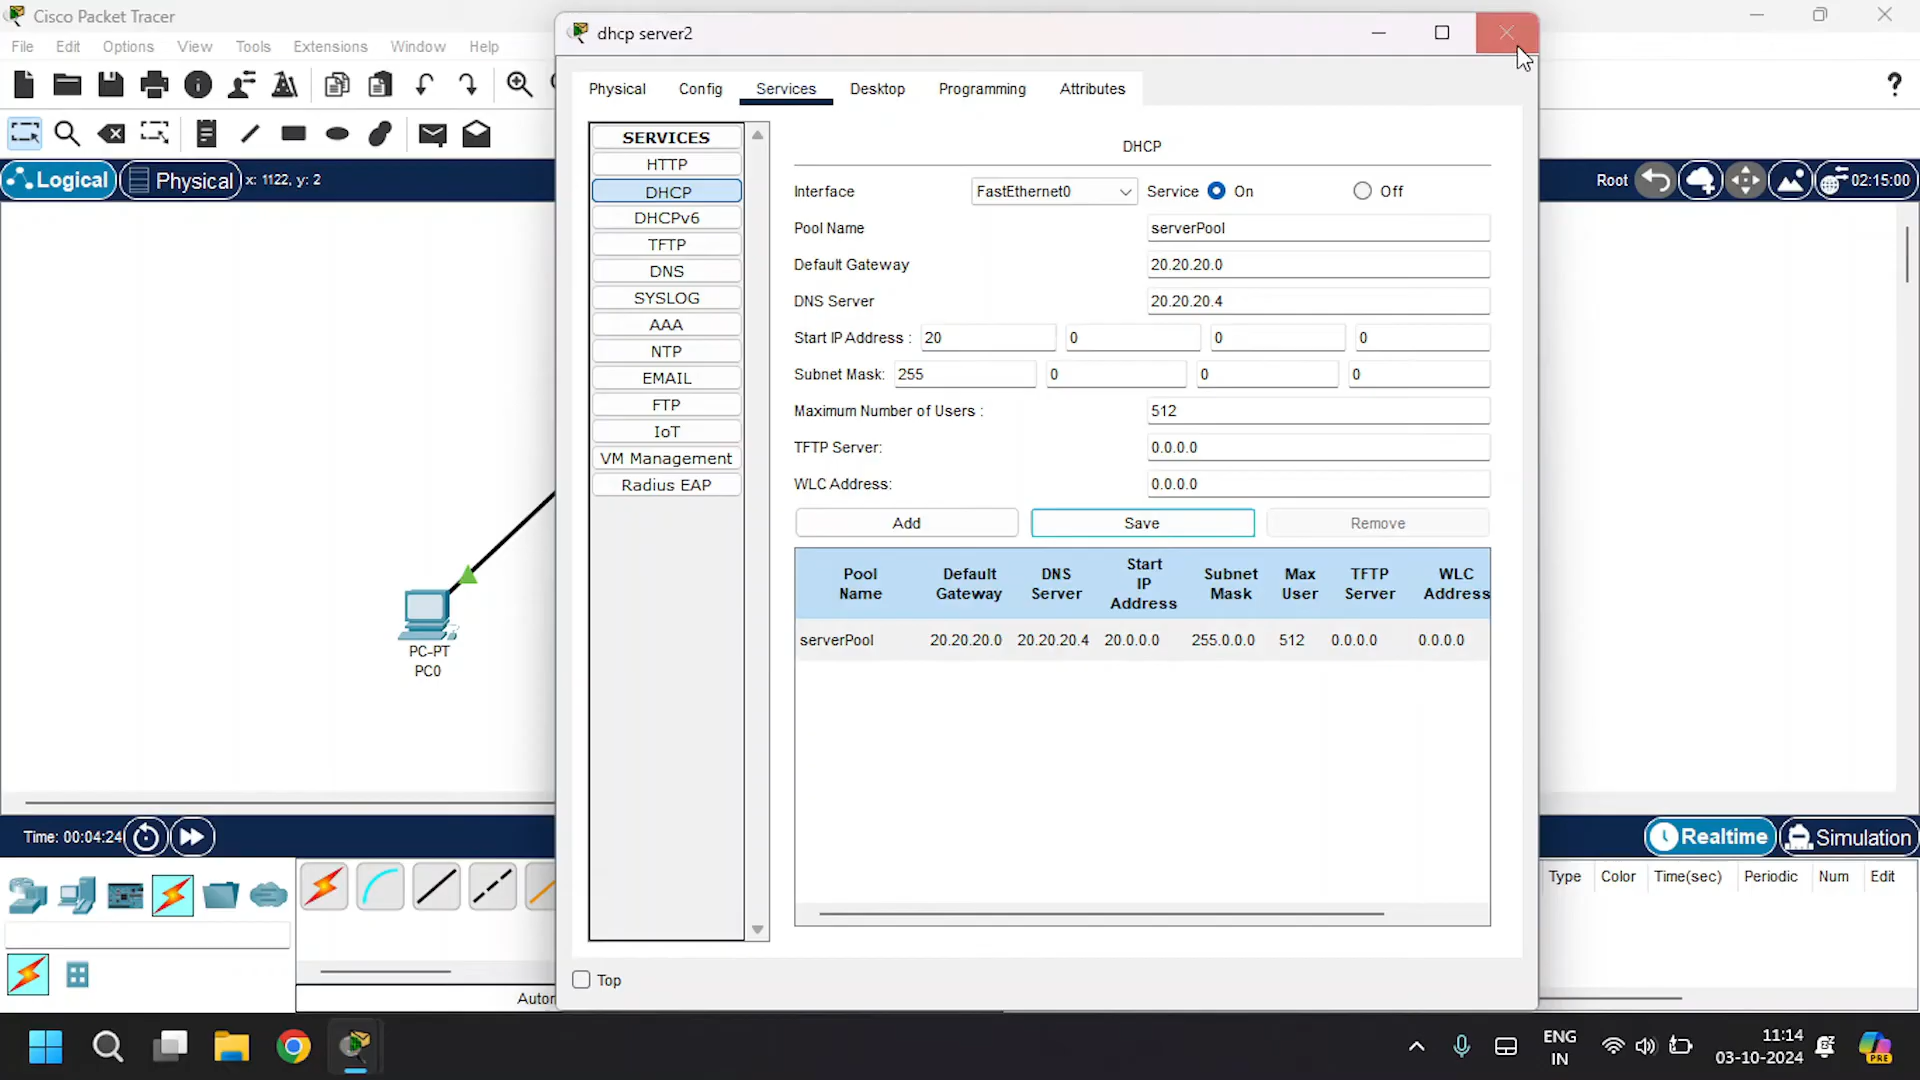 Cisco Packet Tracer
File Edit Options View Tools Extensions Window Help
Logical Physical x: 1122, y: 2
Root 02:15:00
PC-PT
PC0
Time: 00:04:24
Realtime Simulation
Type Color Time(sec) Periodic Num Edit
dhcp server2
Physical Config Services Desktop Programming Attributes
SERVICES
HTTP
DHCP
DHCPv6
TFTP
DNS
SYSLOG
AAA
NTP
EMAIL
FTP
IoT
VM Management
Radius EAP
DHCP
Interface FastEthernet0 Service On Off
Pool Name serverPool
Default Gateway 20.20.20.0
DNS Server 20.20.20.4
Start IP Address : 20 0 0 0
Subnet Mask: 255 0 0 0
Maximum Number of Users : 512
TFTP Server: 0.0.0.0
WLC Address: 0.0.0.0
Add Save Remove
Pool Name Default Gateway DNS Server Start IP Address Subnet Mask Max User TFTP Server WLC Address
serverPool 20.20.20.0 20.20.20.4 20.0.0.0 255.0.0.0 512 0.0.0.0 0.0.0.0
Top
ENG
IN
11:14
03-10-2024
PRE